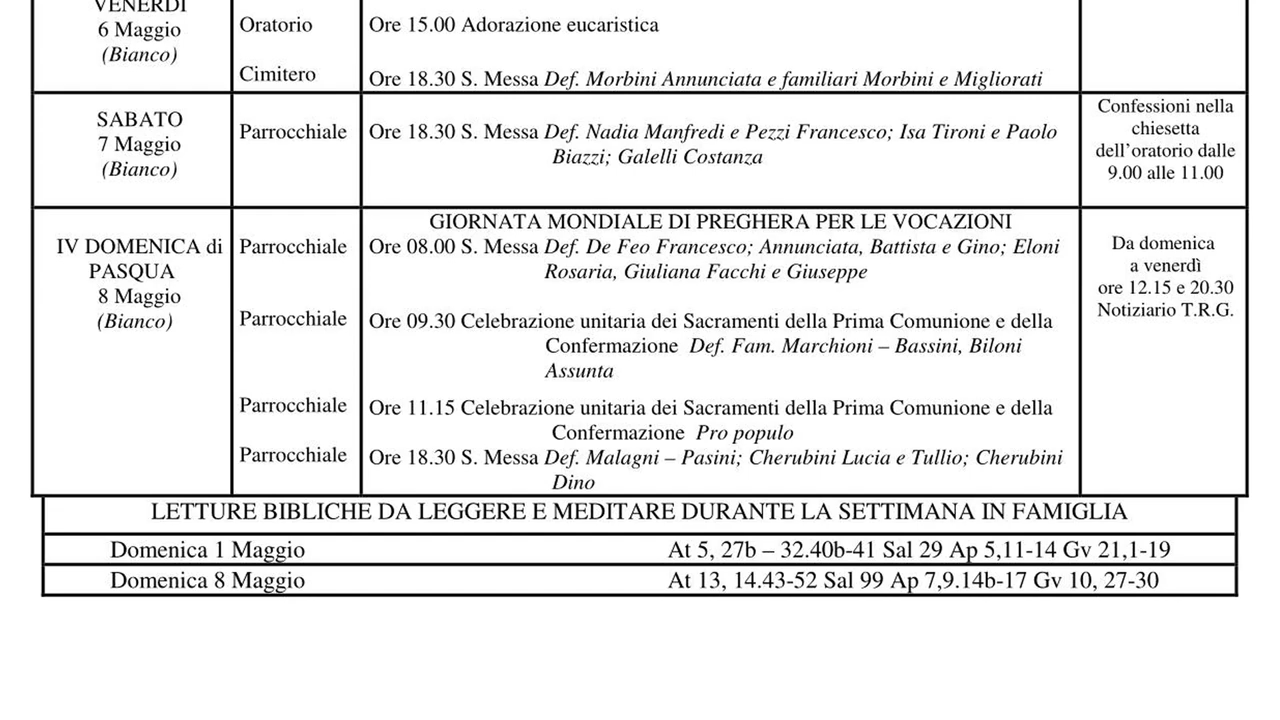 VENERDÌ
6 Maggio
(Bianco)
Oratorio
Ore 15.00 Adorazione eucaristica
Cimitero
Ore 18.30 S. Messa Def. Morbini Annunciata e familiari Morbini e Migliorati
SABATO
7 Maggio
(Bianco)
Parrocchiale
Ore 18.30 S. Messa Def. Nadia Manfredi e Pezzi Francesco; Isa Tironi e Paolo
Biazzi; Galelli Costanza
Confessioni nella
chiesetta
dell’oratorio dalle
9.00 alle 11.00
IV DOMENICA di
PASQUA
8 Maggio
(Bianco)
GIORNATA MONDIALE DI PREGHERA PER LE VOCAZIONI
Parrocchiale
Ore 08.00 S. Messa Def. De Feo Francesco; Annunciata, Battista e Gino; Eloni
Rosaria, Giuliana Facchi e Giuseppe
Parrocchiale
Ore 09.30 Celebrazione unitaria dei Sacramenti della Prima Comunione e della
Confermazione Def. Fam. Marchioni – Bassini, Biloni
Assunta
Parrocchiale
Ore 11.15 Celebrazione unitaria dei Sacramenti della Prima Comunione e della
Confermazione Pro populo
Parrocchiale
Ore 18.30 S. Messa Def. Malagni – Pasini; Cherubini Lucia e Tullio; Cherubini
Dino
Da domenica
a venerdì
ore 12.15 e 20.30
Notiziario T.R.G.
LETTURE BIBLICHE DA LEGGERE E MEDITARE DURANTE LA SETTIMANA IN FAMIGLIA
Domenica 1 Maggio
At 5, 27b – 32.40b-41 Sal 29 Ap 5,11-14 Gv 21,1-19
Domenica 8 Maggio
At 13, 14.43-52 Sal 99 Ap 7,9.14b-17 Gv 10, 27-30